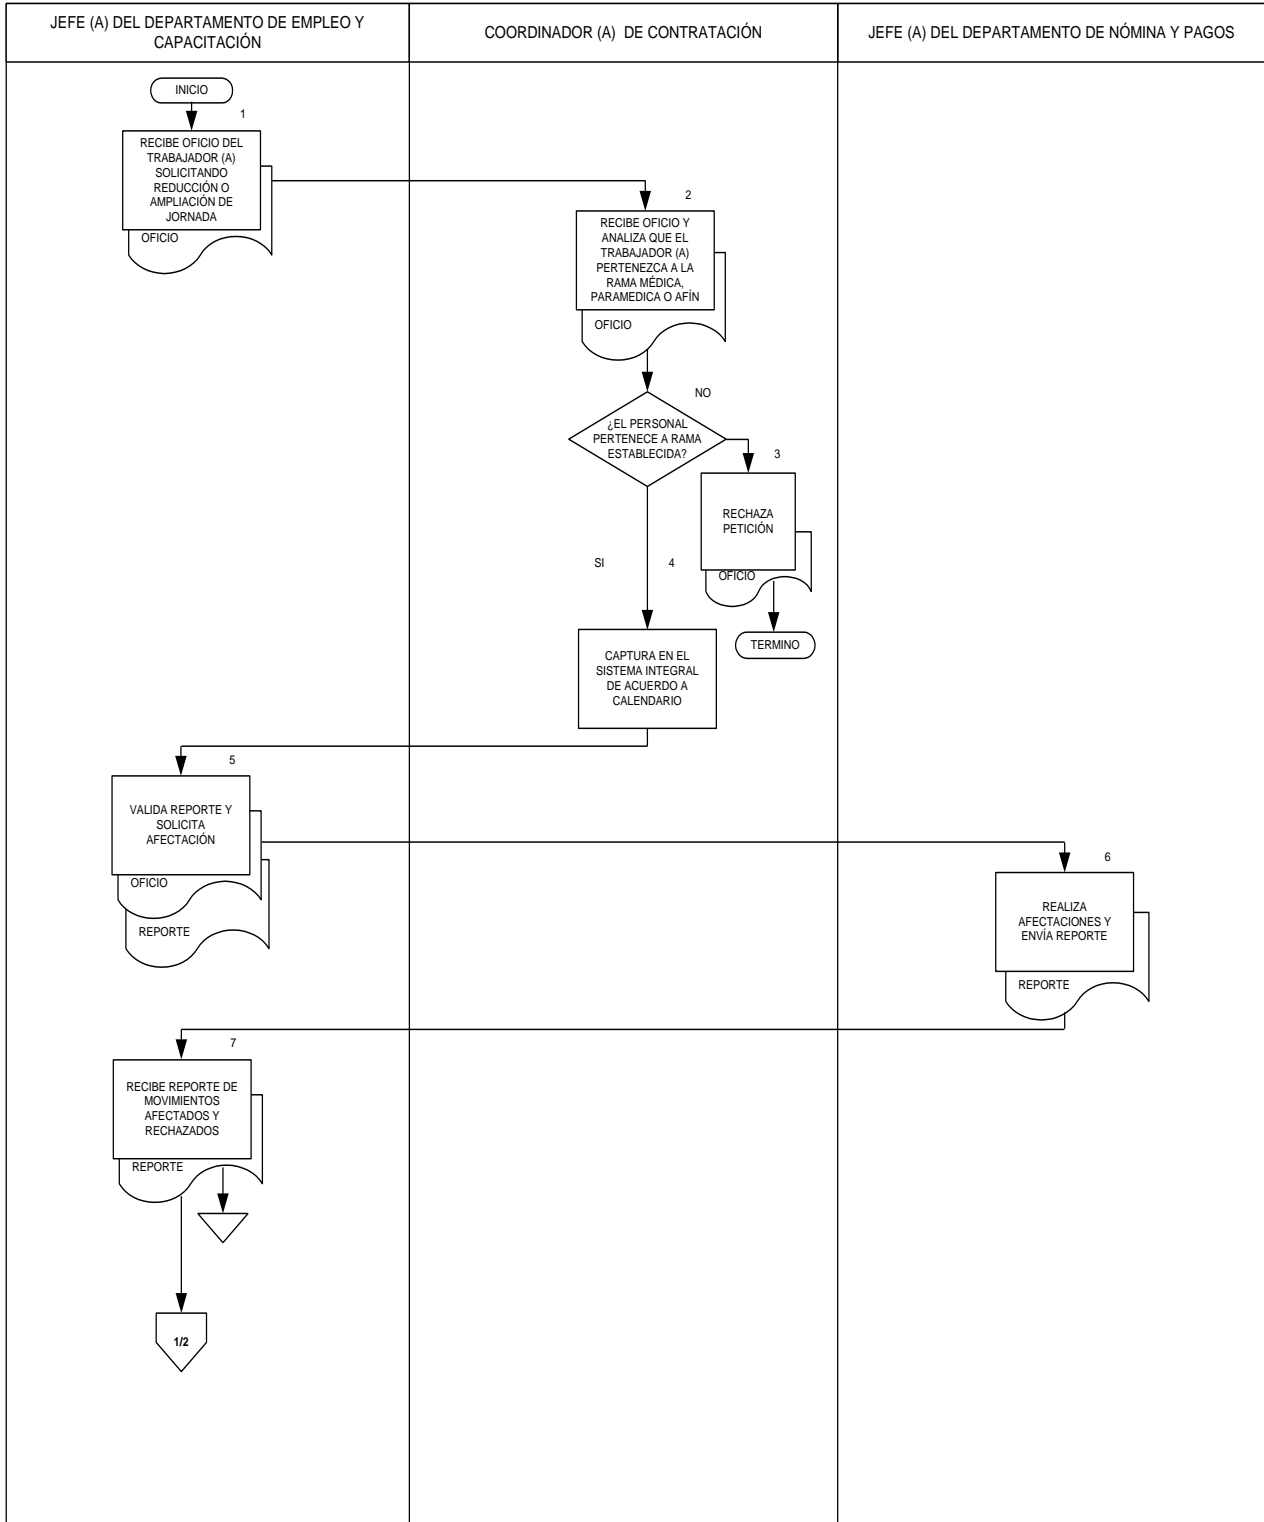 JEFE (A) DEL DEPARTAMENTO DE EMPLEO Y
CAPACITACIÓN
COORDINADOR (A) DE CONTRATACIÓN
JEFE (A) DEL DEPARTAMENTO DE NÓMINA Y PAGOS
INICIO
1
RECIBE OFICIO DEL
TRABAJADOR (A)
SOLICITANDO
REDUCCIÓN O
AMPLIACIÓN DE
JORNADA
OFICIO
2
RECIBE OFICIO Y
ANALIZA QUE EL
TRABAJADOR (A)
PERTENEZCA A LA
RAMA MÉDICA,
PARAMEDICA O AFÍN
OFICIO
NO
¿EL PERSONAL
PERTENECE A RAMA
ESTABLECIDA?
3
RECHAZA
PETICIÓN
OFICIO
TERMINO
SI
4
CAPTURA EN EL
SISTEMA INTEGRAL
DE ACUERDO A
CALENDARIO
5
VALIDA REPORTE Y
SOLICITA
AFECTACIÓN
OFICIO
REPORTE
6
REALIZA
AFECTACIONES Y
ENVÍA REPORTE
REPORTE
7
RECIBE REPORTE DE
MOVIMIENTOS
AFECTADOS Y
RECHAZADOS
REPORTE
1/2